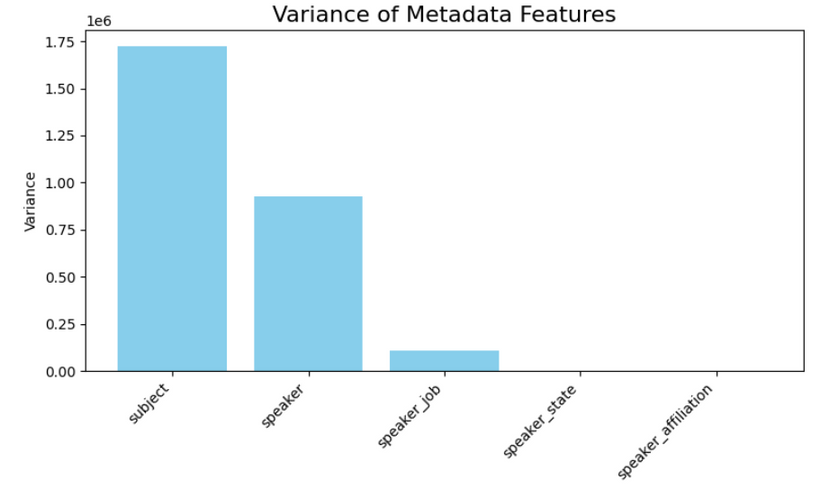 Variance of Metadata Features
1e6
1.75
1.50
1.25
1.00
0.75
0.50
0.25
0.00
Variance
subject
speaker
speaker_job
speaker_state
speaker_affiliation